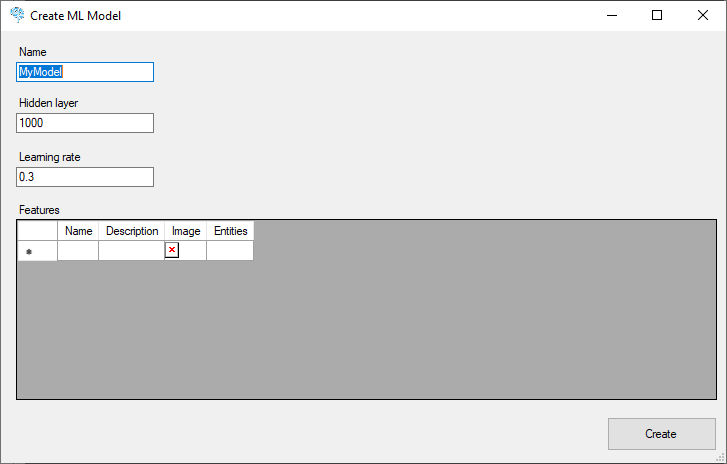 Create ML Model
Name
MyModel
Hidden layer
1000
Learning rate
0.3
Features
Name Description Image Entities
Create